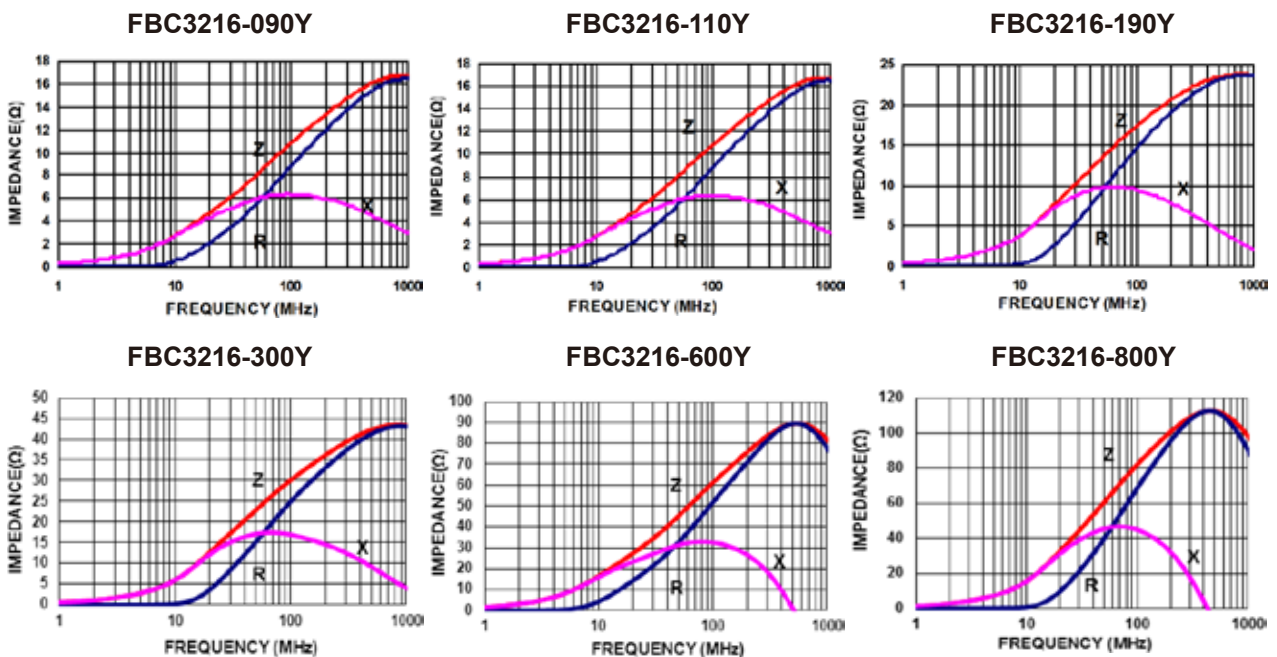 FBC3216-090Y
IMPEDANCE(Ω)
18
16
14
12
10
8
6
4
2
0
Z
X
R
1 10 100 1000
FREQUENCY (MHz)
FBC3216-110Y
IMPEDANCE(Ω)
18
16
14
12
10
8
6
4
2
0
Z
X
R
1 10 100 1000
FREQUENCY (MHz)
FBC3216-190Y
IMPEDANCE(Ω)
25
20
15
10
5
0
Z
X
R
1 10 100 1000
FREQUENCY (MHz)
FBC3216-300Y
IMPEDANCE(Ω)
50
45
40
35
30
25
20
15
10
5
0
Z
X
R
1 10 100 1000
FREQUENCY (MHz)
FBC3216-600Y
IMPEDANCE(Ω)
100
90
80
70
60
50
40
30
20
10
0
Z
X
R
1 10 100 1000
FREQUENCY (MHz)
FBC3216-800Y
IMPEDANCE(Ω)
120
100
80
60
40
20
0
Z
X
R
1 10 100 1000
FREQUENCY (MHz)